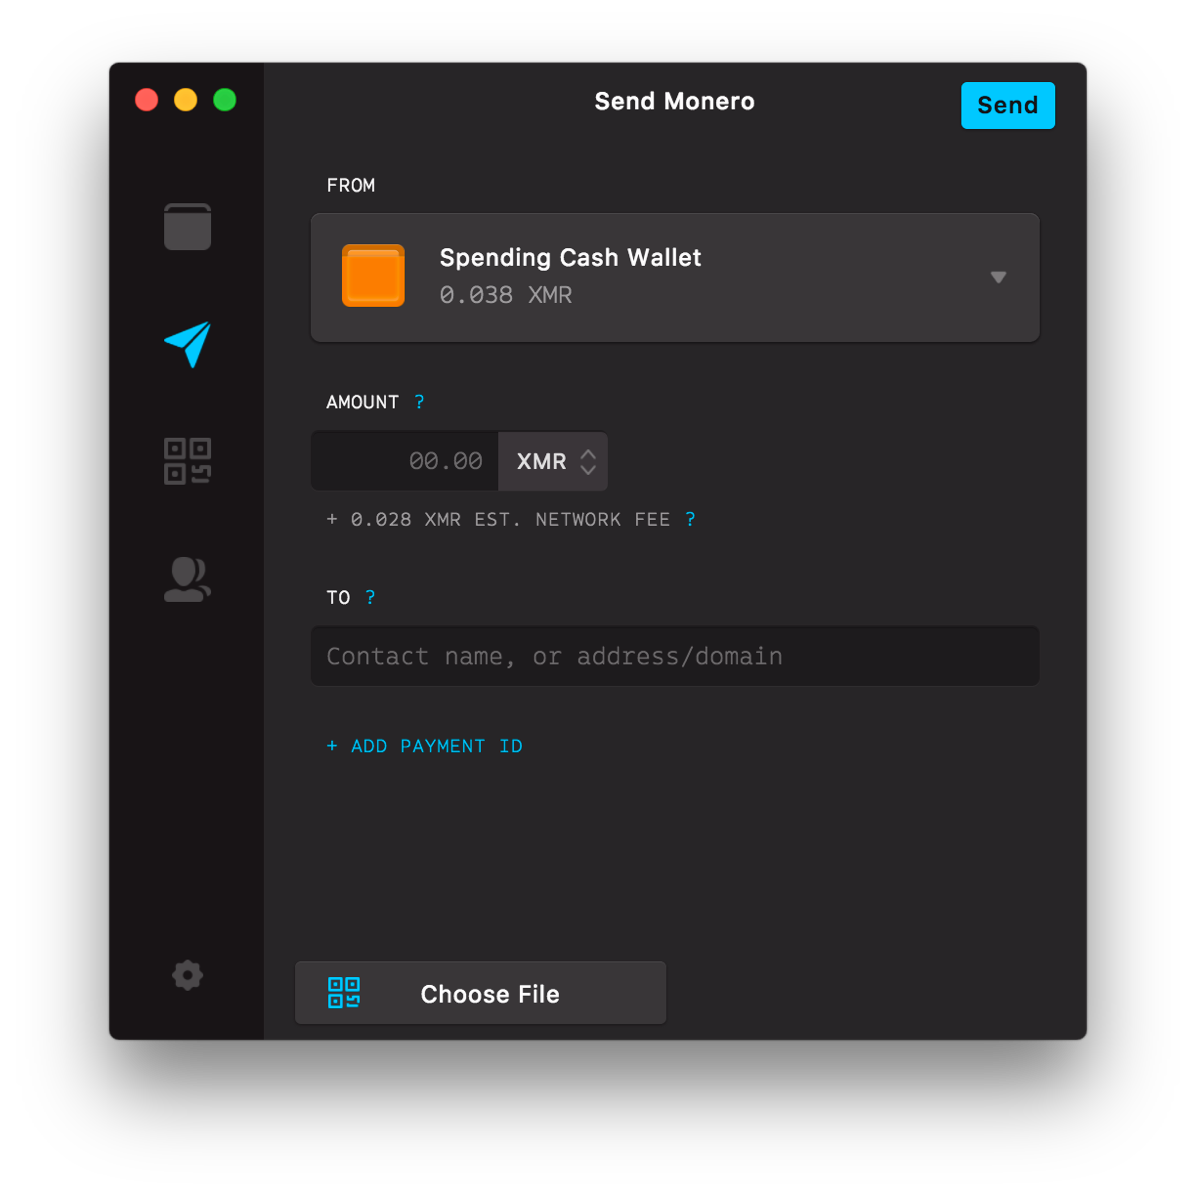 Send Monero
Send
FROM
Spending Cash Wallet
0.038 XMR
AMOUNT ?
00.00 XMR
+ 0.028 XMR EST. NETWORK FEE ?
TO ?
Contact name, or address/domain
+ ADD PAYMENT ID
Choose File